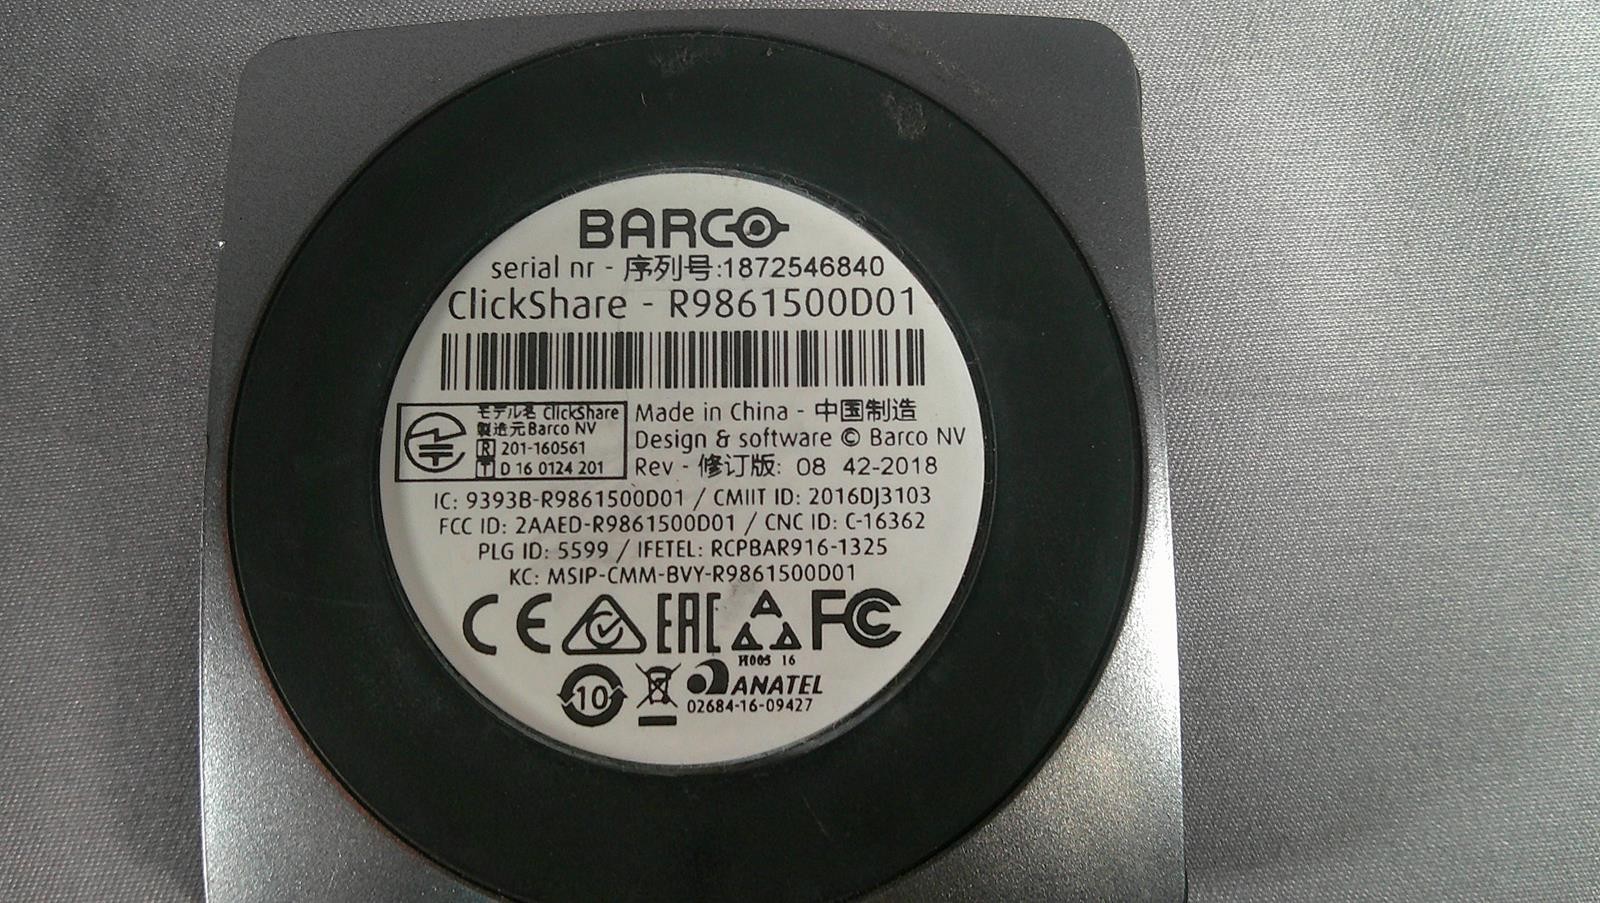 BARCO
serial nr - 序列号:1872546840
ClickShare - R9861500D01
モデル名 ClickShare
製造元 Barco NV
R 201-160561
T D 16 0124 201
Made in China - 中国制造
Design & software © Barco NV
Rev - 修订版: 08 42-2018
IC: 9393B-R9861500D01 / CMIIT ID: 2016DJ3103
FCC ID: 2AAED-R9861500D01 / CNC ID: C-16362
PLG ID: 5599 / IFETEL: RCPBAR916-1325
KC: MSIP-CMM-BVY-R9861500D01
CE EAC FC
H005 16
10 ANATEL
02684-16-09427